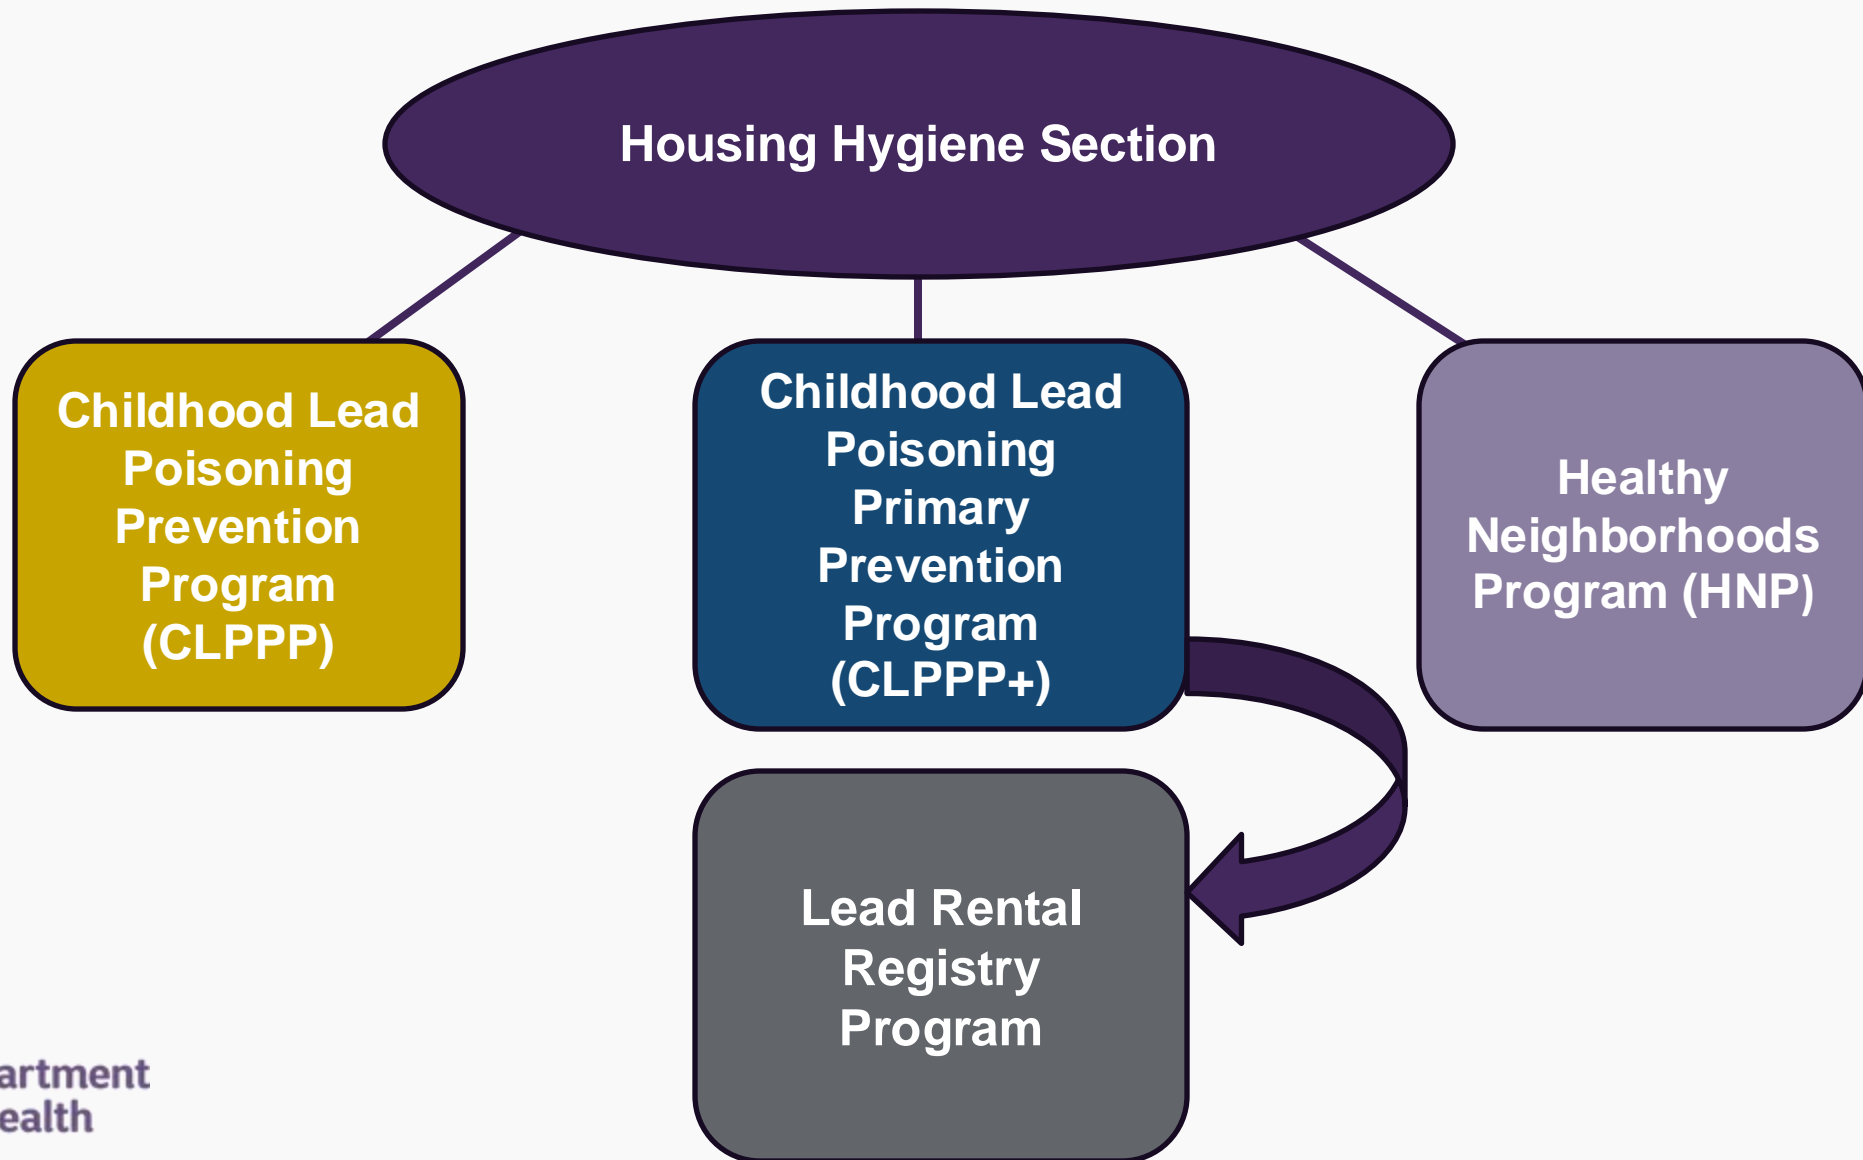 Housing Hygiene Section
Childhood Lead
Poisoning
Prevention
Program
(CLPPP)
Childhood Lead
Poisoning
Primary
Prevention
Program
(CLPPP+)
Healthy
Neighborhoods
Program (HNP)
Lead Rental
Registry
Program
artment
ealth